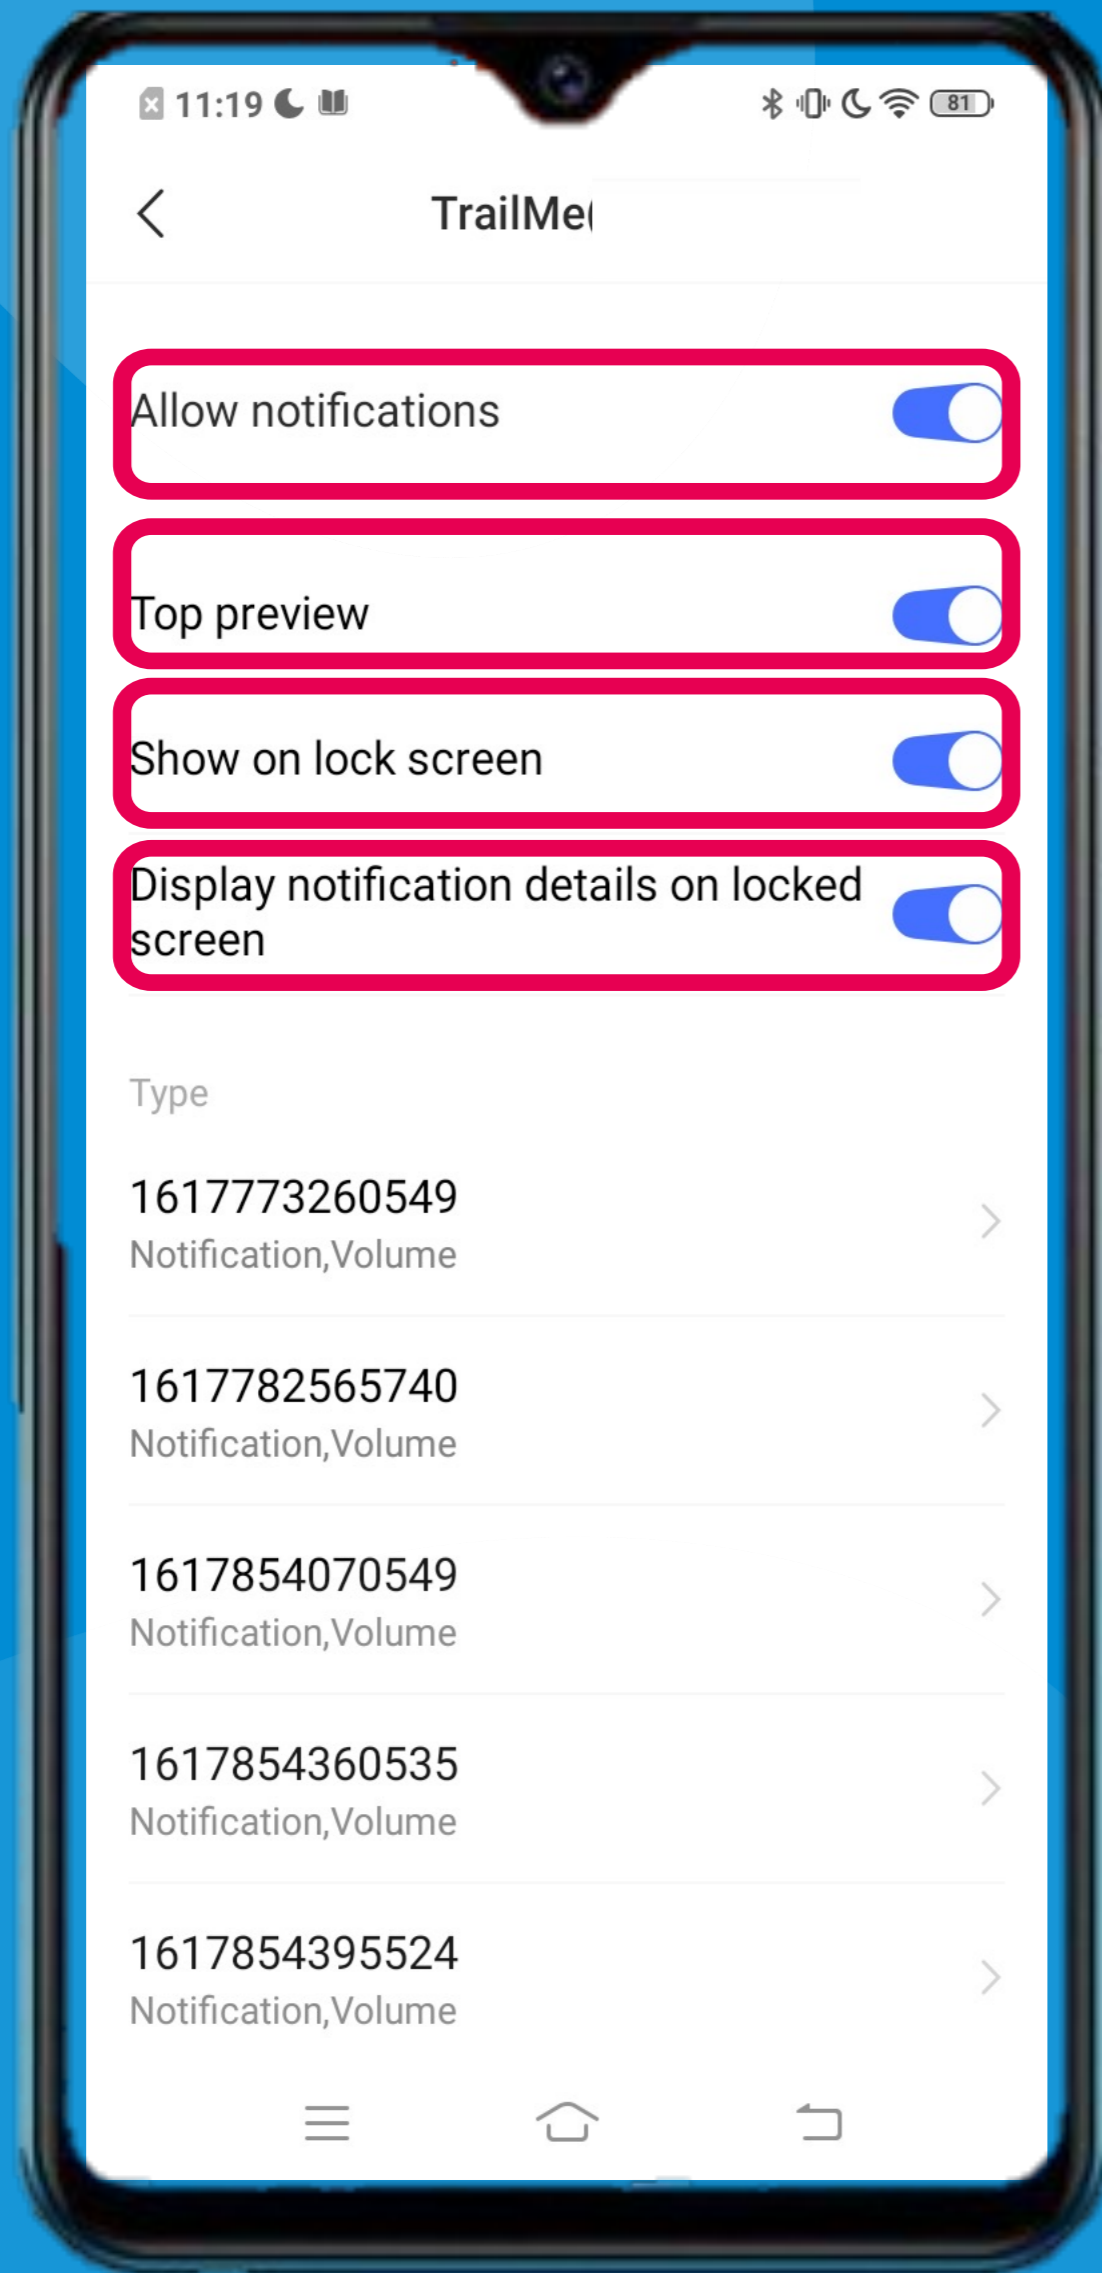 11:19
81
TrailMe(
Allow notifications
Top preview
Show on lock screen
Display notification details on locked
screen
Type
1617773260549
Notification,Volume
1617782565740
Notification,Volume
1617854070549
Notification,Volume
1617854360535
Notification,Volume
1617854395524
Notification,Volume